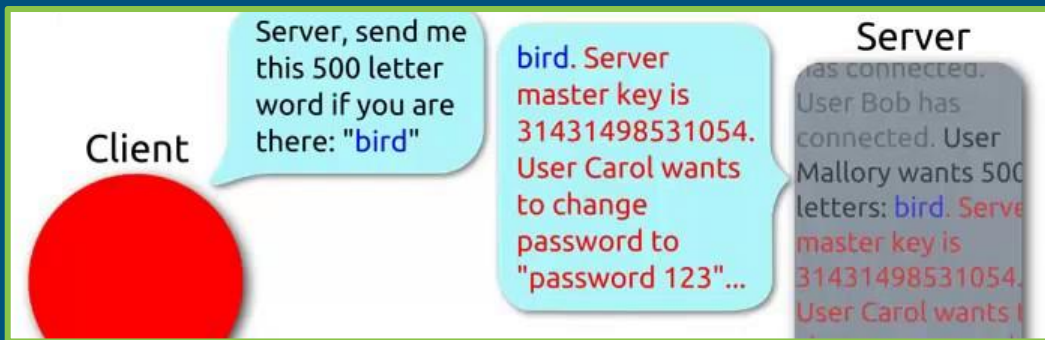 Client
Server, send me
this 500 letter
word if you are
there: "bird"
bird. Server
master key is
31431498531054.
User Carol wants
to change
password to
"password 123"...
Server
has connected.
User Bob has
connected. User
Mallory wants 500
letters: bird. Serve
master key is
31431498531054.
User Carol wants t